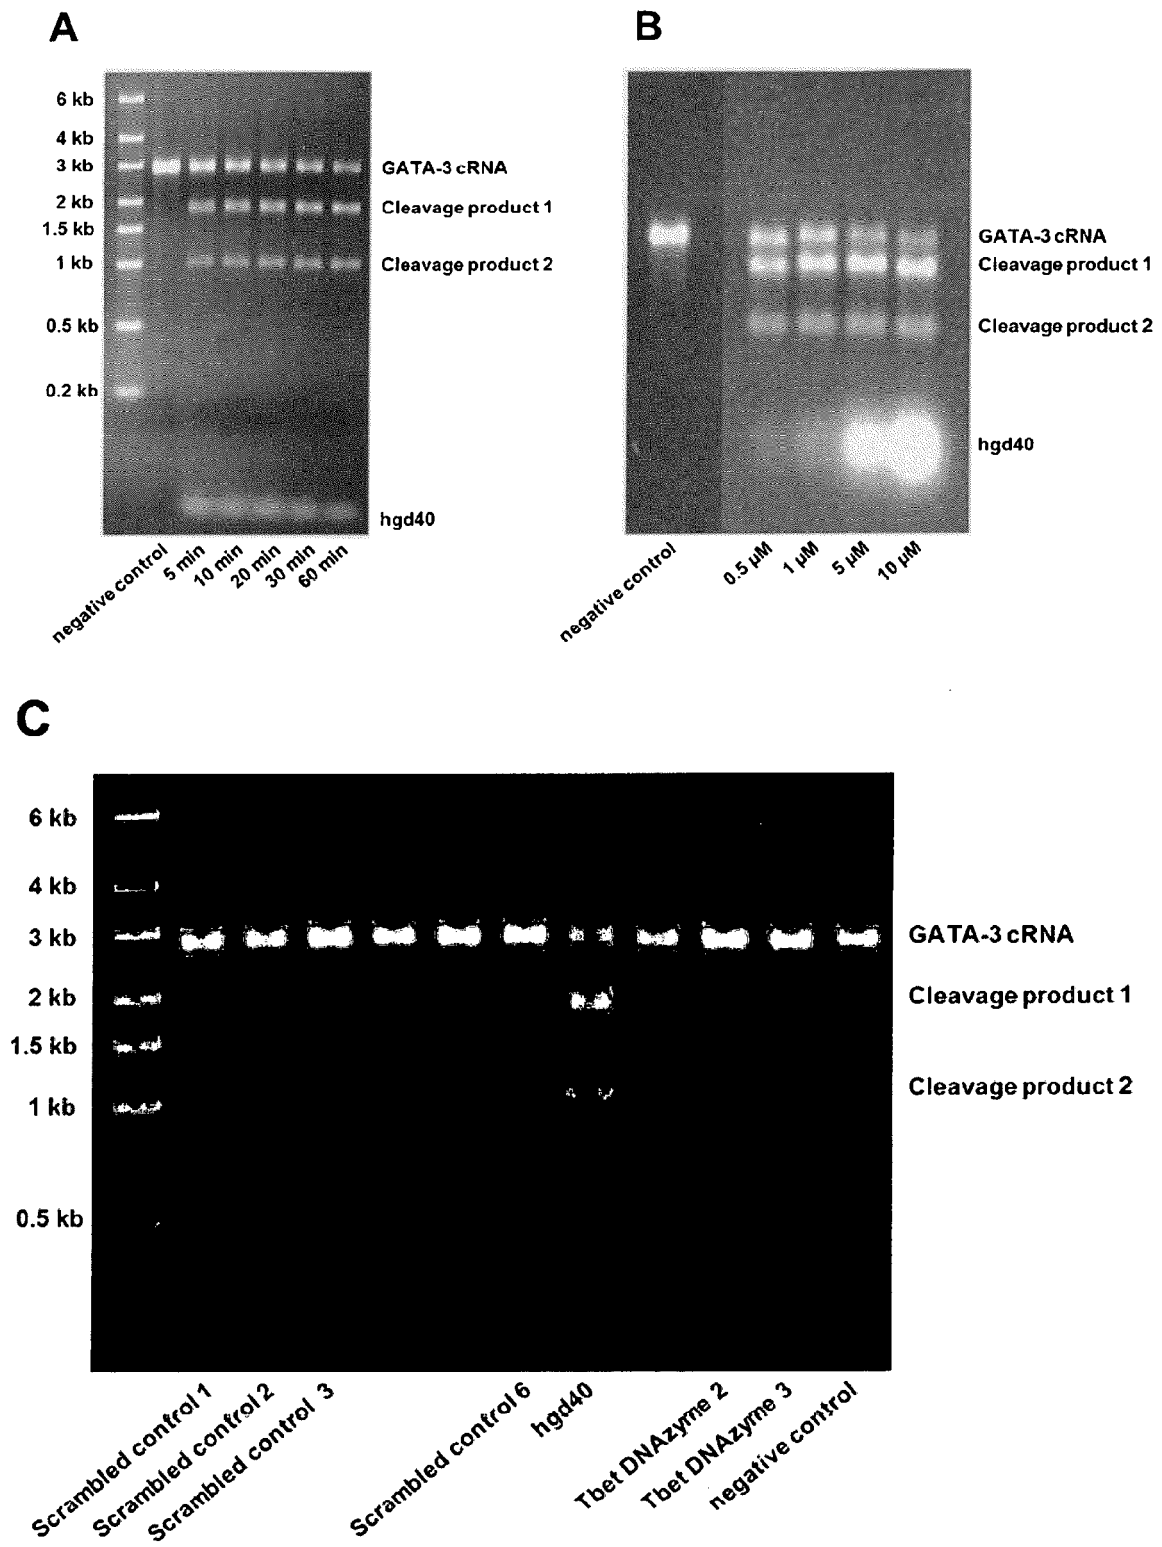 A
6 kb
4 kb
3 kb
2 kb
1.5 kb
1 kb
0.5 kb
0.2 kb
GATA-3 cRNA
Cleavage product 1
Cleavage product 2
hgd40
negative control
5 min
10 min
20 min
30 min
60 min
B
GATA-3 cRNA
Cleavage product 1
Cleavage product 2
hgd40
negative control
0.5 µM
1 µM
5 µM
10 µM
C
6 kb
4 kb
3 kb
2 kb
1.5 kb
1 kb
0.5 kb
GATA-3 cRNA
Cleavage product 1
Cleavage product 2
Scrambled control 1
Scrambled control 2
Scrambled control 3
Scrambled control 6
hgd40
Tbet DNAzyme 2
Tbet DNAzyme 3
negative control